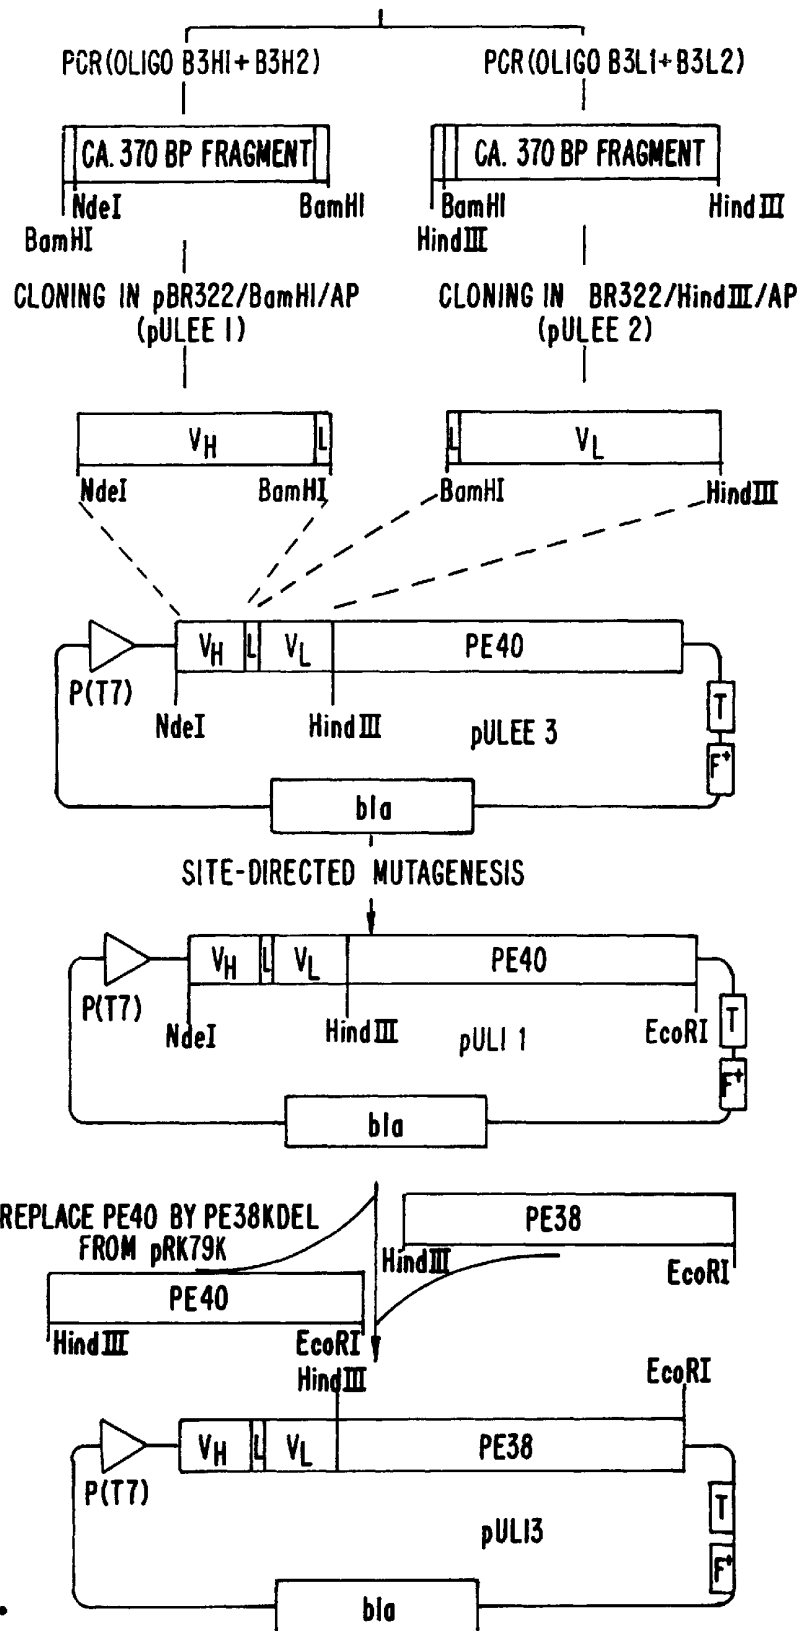 PCR(OLIGO B3H1+B3H2)
PCR(OLIGO B3L1+B3L2)
CA. 370 BP FRAGMENT
CA. 370 BP FRAGMENT
NdeI
BamHI
BamHI
BamHI
HindIII
HindIII
CLONING IN pBR322/BamHI/AP
(pULEE 1)
CLONING IN BR322/HindIII/AP
(pULEE 2)
VH
L
L
VL
NdeI
BamHI
BamHI
HindIII
VH
L
VL
PE40
P(T7)
NdeI
HindIII
pULEE 3
T
F+
bla
SITE-DIRECTED MUTAGENESIS
VH
L
VL
PE40
P(T7)
NdeI
HindIII
pULI 1
EcoRI
T
F+
bla
REPLACE PE40 BY PE38KDEL
FROM pRK79K
PE38
HindIII
EcoRI
PE40
HindIII
EcoRI
HindIII
EcoRI
VH
L
VL
PE38
P(T7)
pULI3
T
F+
bla